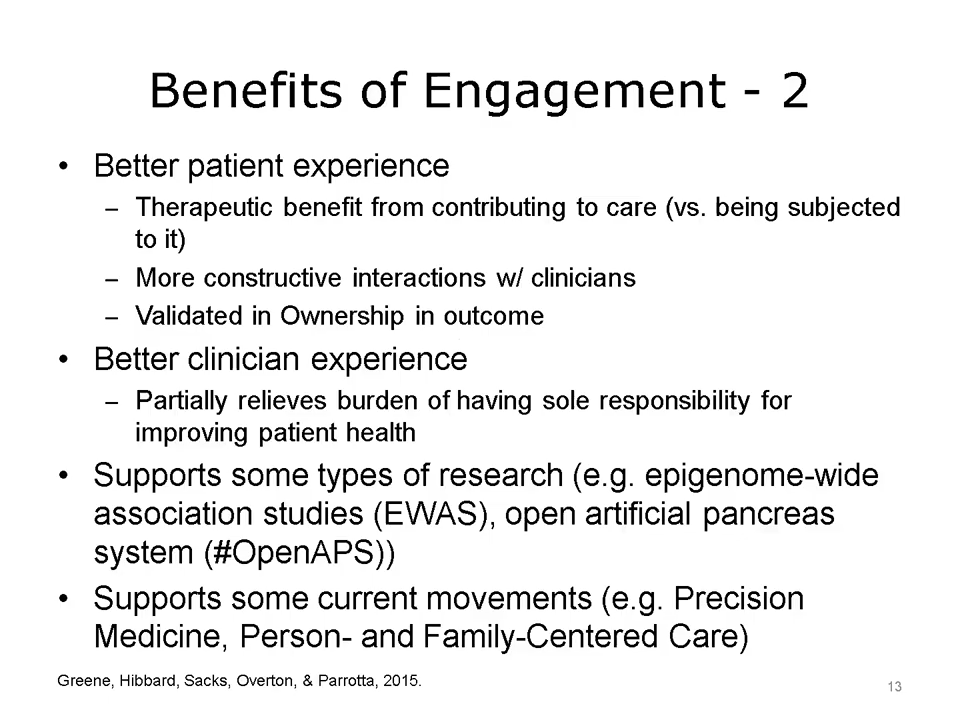 Benefits of Engagement - 2
• Better patient experience
– Therapeutic benefit from contributing to care (vs. being subjected
to it)
– More constructive interactions w/ clinicians
– Validated in Ownership in outcome
• Better clinician experience
– Partially relieves burden of having sole responsibility for
improving patient health
• Supports some types of research (e.g. epigenome-wide
association studies (EWAS), open artificial pancreas
system (#OpenAPS))
• Supports some current movements (e.g. Precision
Medicine, Person- and Family-Centered Care)
Greene, Hibbard, Sacks, Overton, & Parrotta, 2015.
13